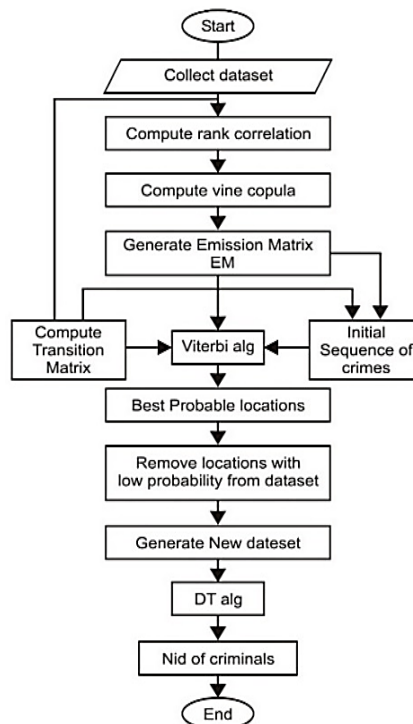 Start
Collect dataset
Compute rank correlation
Compute vine copula
Generate Emission Matrix
EM
Compute
Transition
Matrix
Viterbi alg
Initial
Sequence of
crimes
Best Probable locations
Remove locations with
low probability from dataset
Generate New dateset
DT alg
Nid of criminals
End